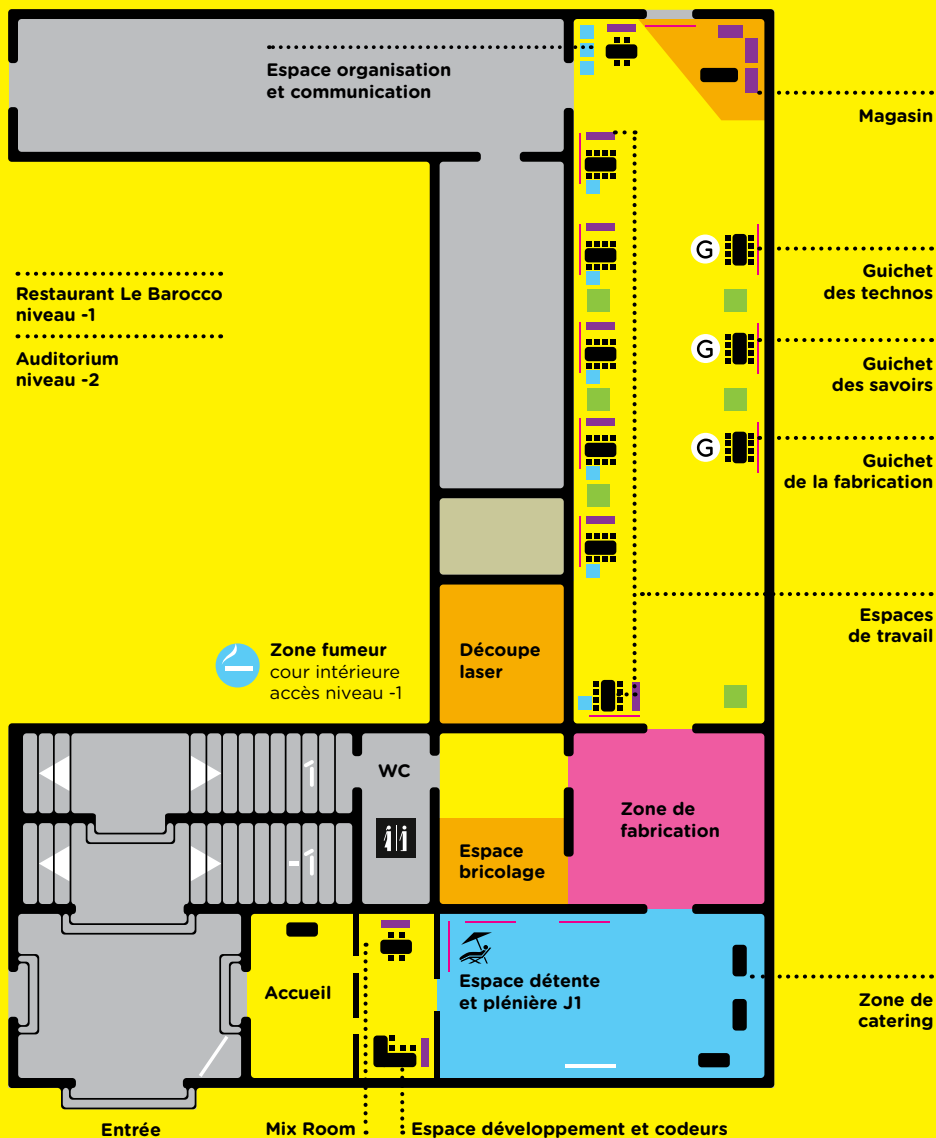 Espace organisation
et communication
Magasin
Restaurant Le Barocco
niveau -1
Auditorium
niveau -2
G
Guichet
des technos
G
Guichet
des savoirs
G
Guichet
de la fabrication
Espaces
de travail
Zone fumeur
cour intérieure
accès niveau -1
Découpe
laser
1
WC
-1
Zone de
fabrication
Espace
bricolage
Accueil
Espace détente
et plénière J1
Zone de
catering
Entrée
Mix Room
Espace développement et codeurs